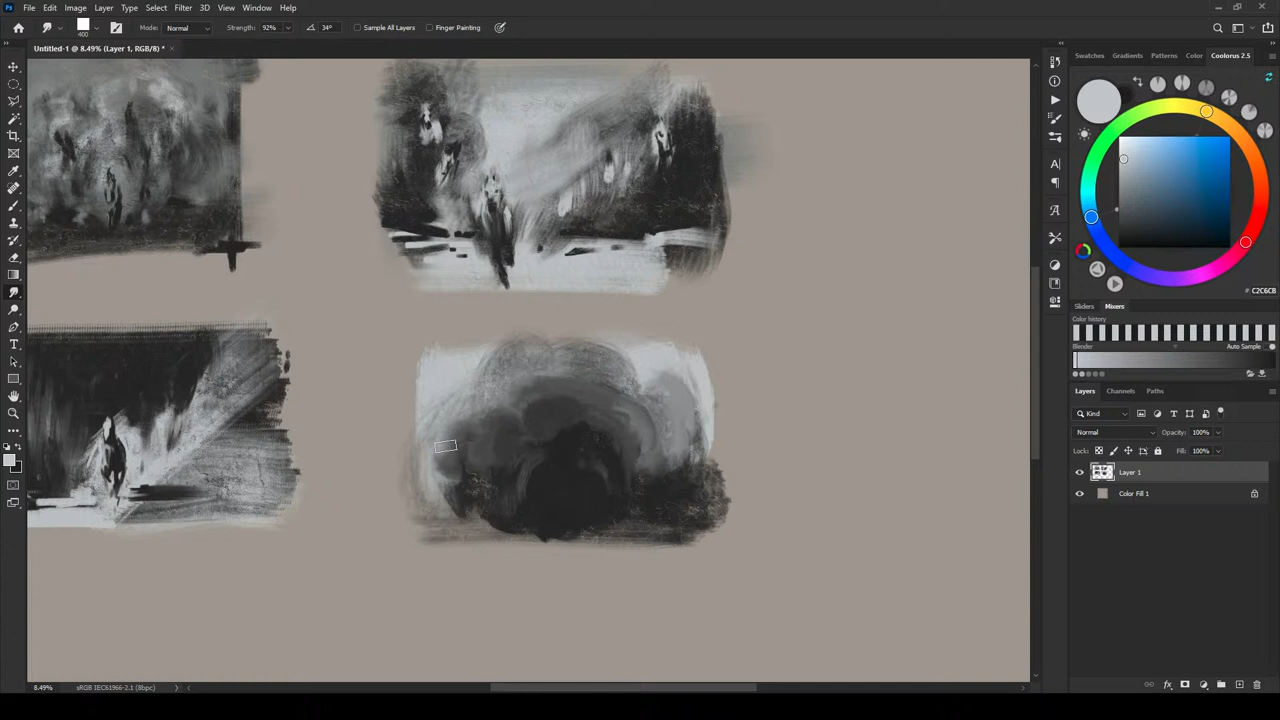 Ps File Edit Image Layer Type Select Filter 3D View Window Help
400 Mode: Normal Strength: 92% 34° Sample All Layers Finger Painting
Untitled-1 @ 8.49% (Layer 1, RGB/8) *
Swatches Gradients Patterns Color Coolorus 2.5
# C2C6CB
Sliders Mixers
Color history
Blender Auto Sample
Layers Channels Paths
Kind
Normal Opacity: 100%
Lock: Fill: 100%
Layer 1
Color Fill 1
8.49% sRGB IEC61966-2.1 (8bpc)